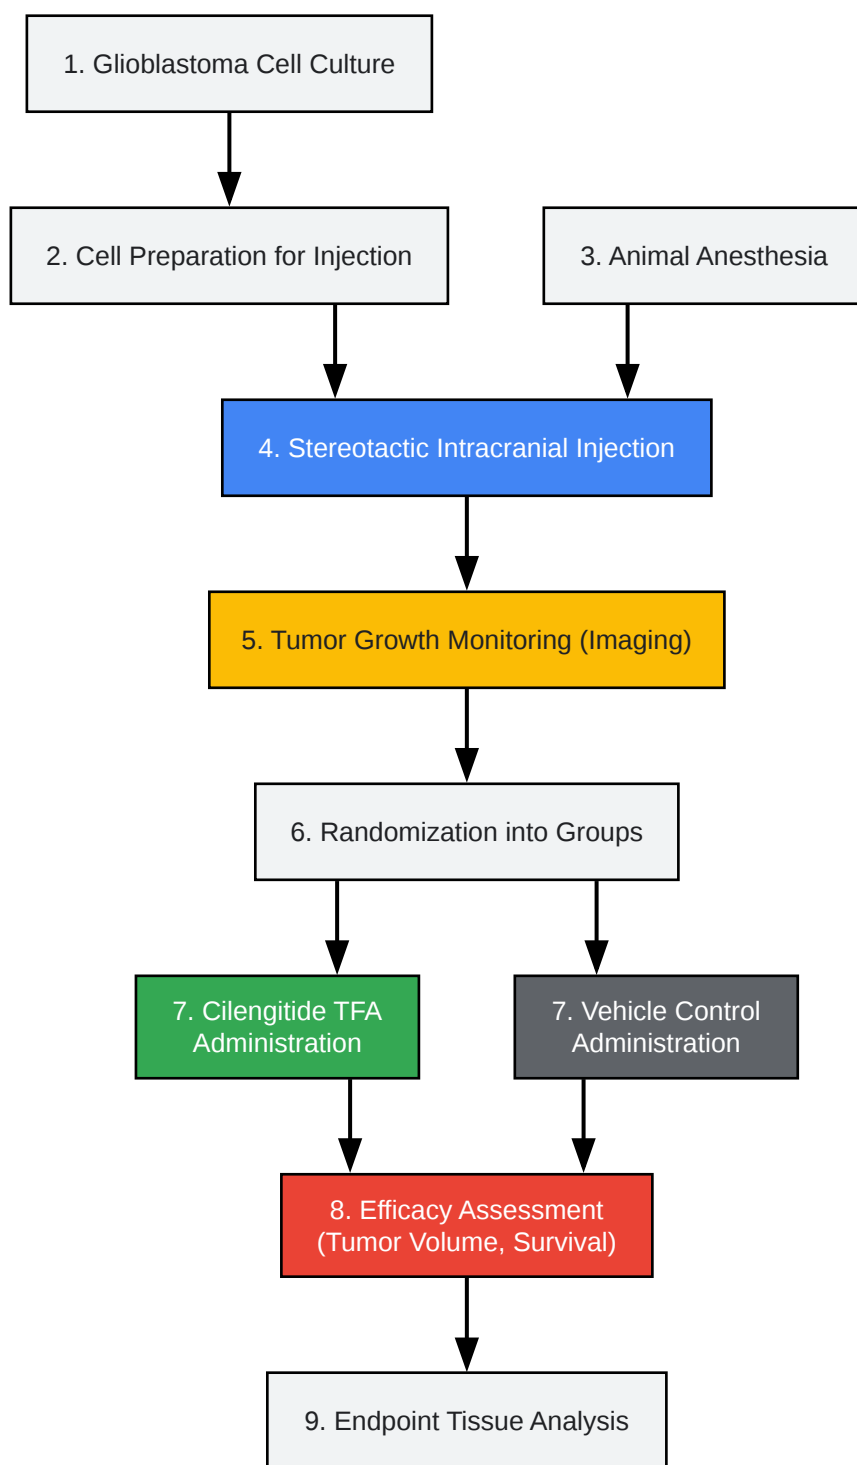 1. Glioblastoma Cell Culture
2. Cell Preparation for Injection
3. Animal Anesthesia
4. Stereotactic Intracranial Injection
5. Tumor Growth Monitoring (Imaging)
6. Randomization into Groups
7. Cilengitide TFA
Administration
7. Vehicle Control
Administration
8. Efficacy Assessment
(Tumor Volume, Survival)
9. Endpoint Tissue Analysis